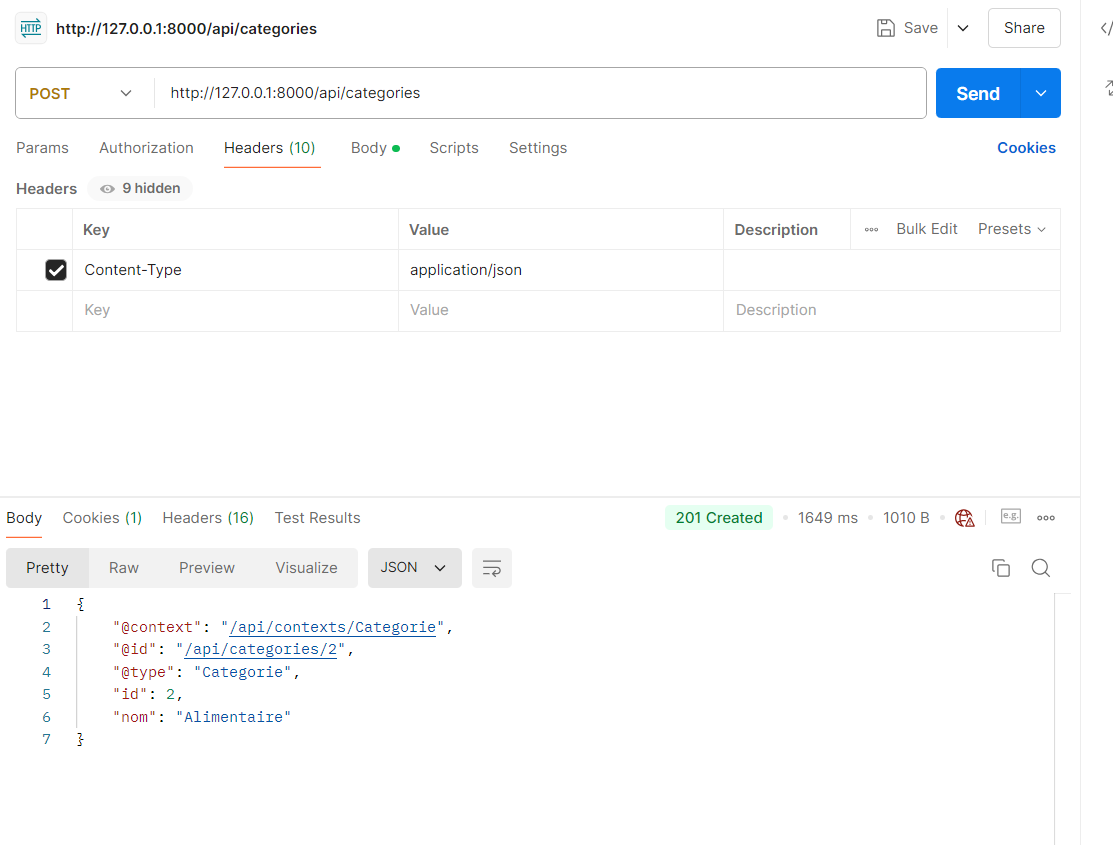 HTTP http://127.0.0.1:8000/api/categories Save Share
POST http://127.0.0.1:8000/api/categories Send
Params Authorization Headers (10) Body Scripts Settings Cookies
Headers 9 hidden
Key Value Description Bulk Edit Presets
Content-Type application/json
Key Value Description
Body Cookies (1) Headers (16) Test Results 201 Created 1649 ms 1010 B e.g.
Pretty Raw Preview Visualize JSON
1 {
2 "@context": "/api/contexts/Categorie",
3 "@id": "/api/categories/2",
4 "@type": "Categorie",
5 "id": 2,
6 "nom": "Alimentaire"
7 }